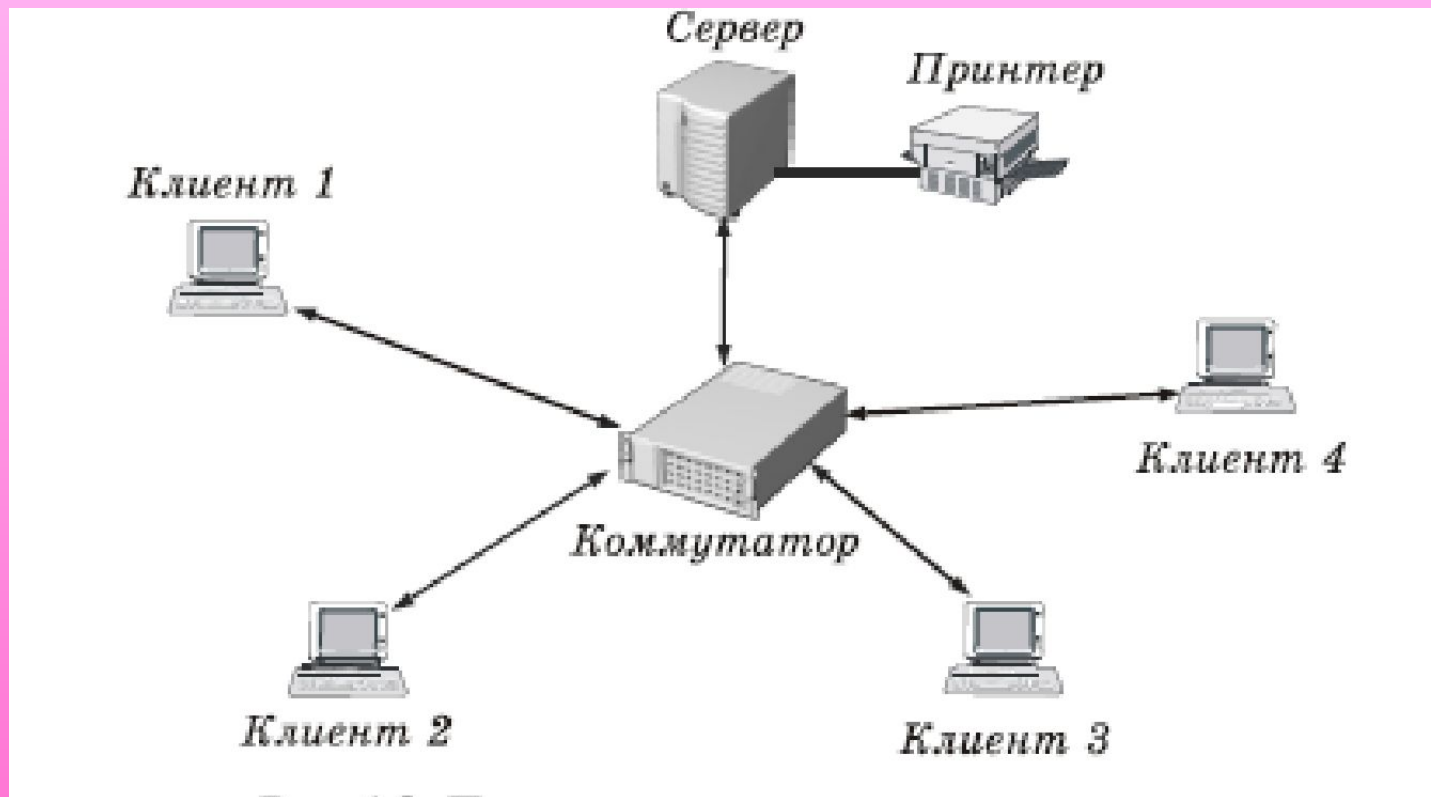 Сервер
Принтер
Клиент 1
Клиент 4
Коммутатор
Клиент 2
Клиент 3